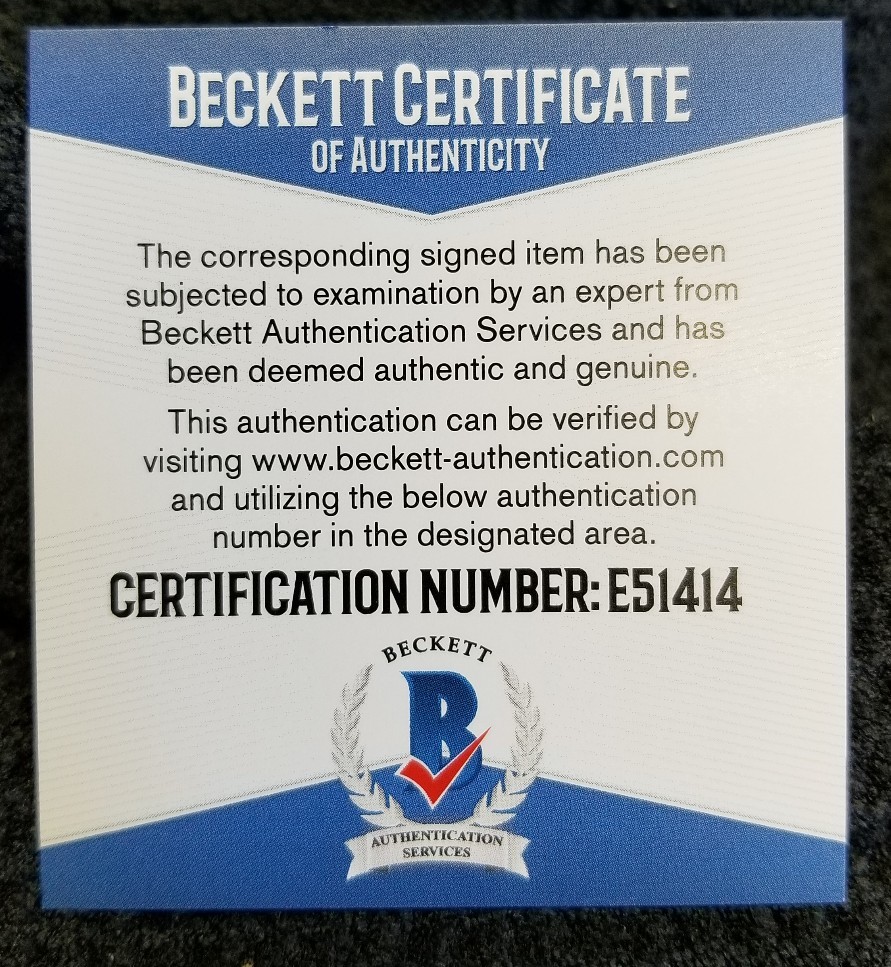 BECKETT CERTIFICATE
OF AUTHENTICITY
The corresponding signed item has been
subjected to examination by an expert from
Beckett Authentication Services and has
been deemed authentic and genuine.
This authentication can be verified by
visiting www.beckett-authentication.com
and utilizing the below authentication
number in the designated area.
CERTIFICATION NUMBER: E51414
BECKETT
B
AUTHENTICATION
SERVICES